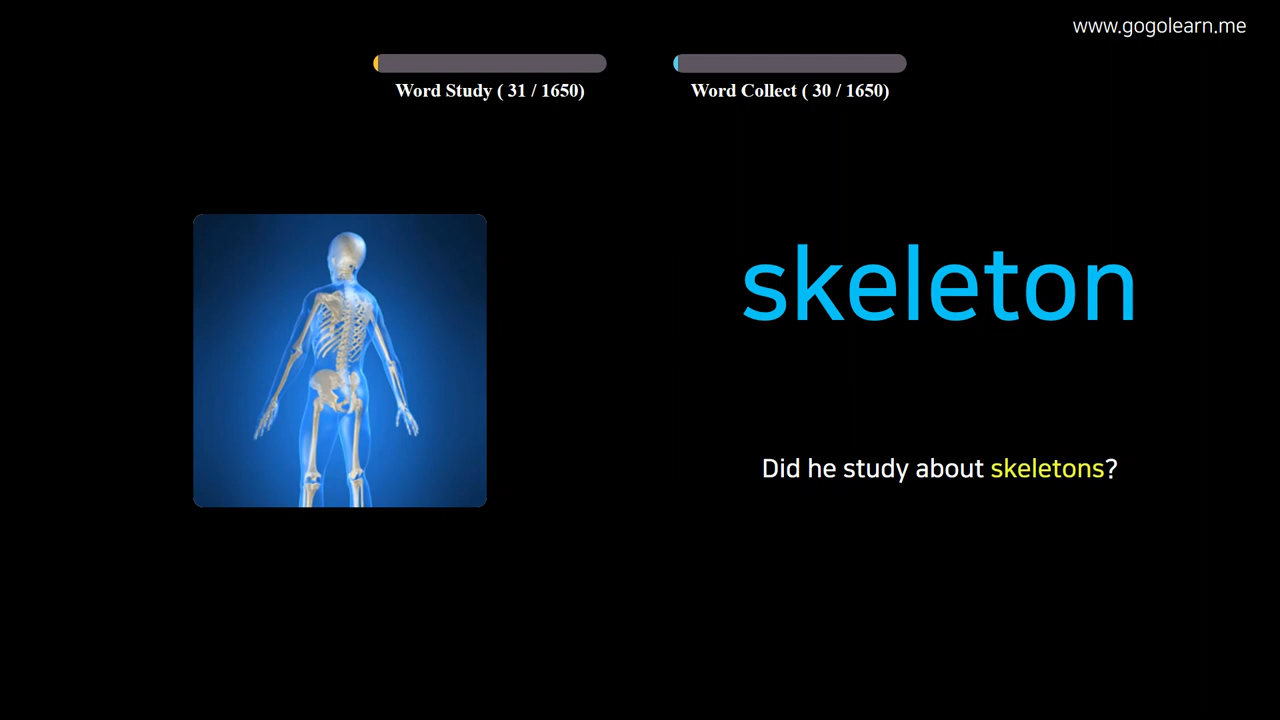 www.gogolearn.me
Word Study ( 31 / 1650)
Word Collect ( 30 / 1650)
skeleton
Did he study about skeletons?